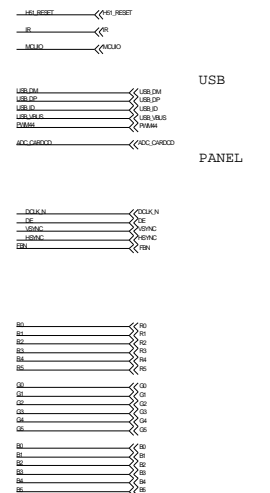 HS1_RESET HS1_RESET
IR IR
MCUIO MCUIO
USB
USB_DM USB_DM
USB_DP USB_DP
USB_ID USB_ID
USB_VBUS USB_VBUS
PWM44 PWM44
ADC_CARDCD ADC_CARDCD
PANEL
DCLK_N DCLK_N
DE DE
VSYNC VSYNC
HSYNC HSYNC
FBN FBN
R0 R0
R1 R1
R2 R2
R3 R3
R4 R4
R5 R5
G0 G0
G1 G1
G2 G2
G3 G3
G4 G4
G5 G5
B0 B0
B1 B1
B2 B2
B3 B3
B4 B4
B5 B5